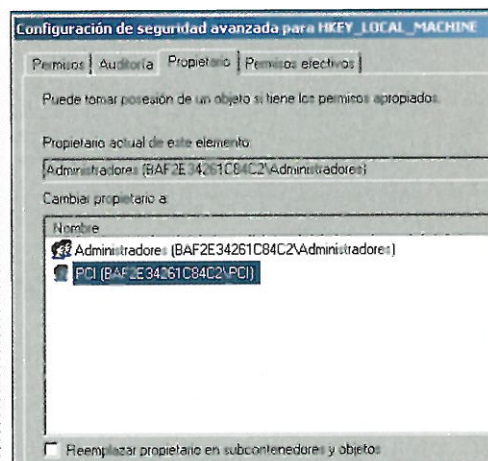 Configuración de seguridad avanzada para HKEY_LOCAL_MACHINE
Permisos Auditoría Propietario Permisos efectivos
Puede tomar posesión de un objeto si tiene los permisos apropiados.
Propietario actual de este elemento:
Administradores (BAF2E34261C84C2\Administradores)
Cambiar propietario a:
Nombre
Administradores (BAF2E34261C84C2\Administradores)
PCI (BAF2E34261C84C2\PCI)
Reemplazar propietario en subcontenedores y objetos